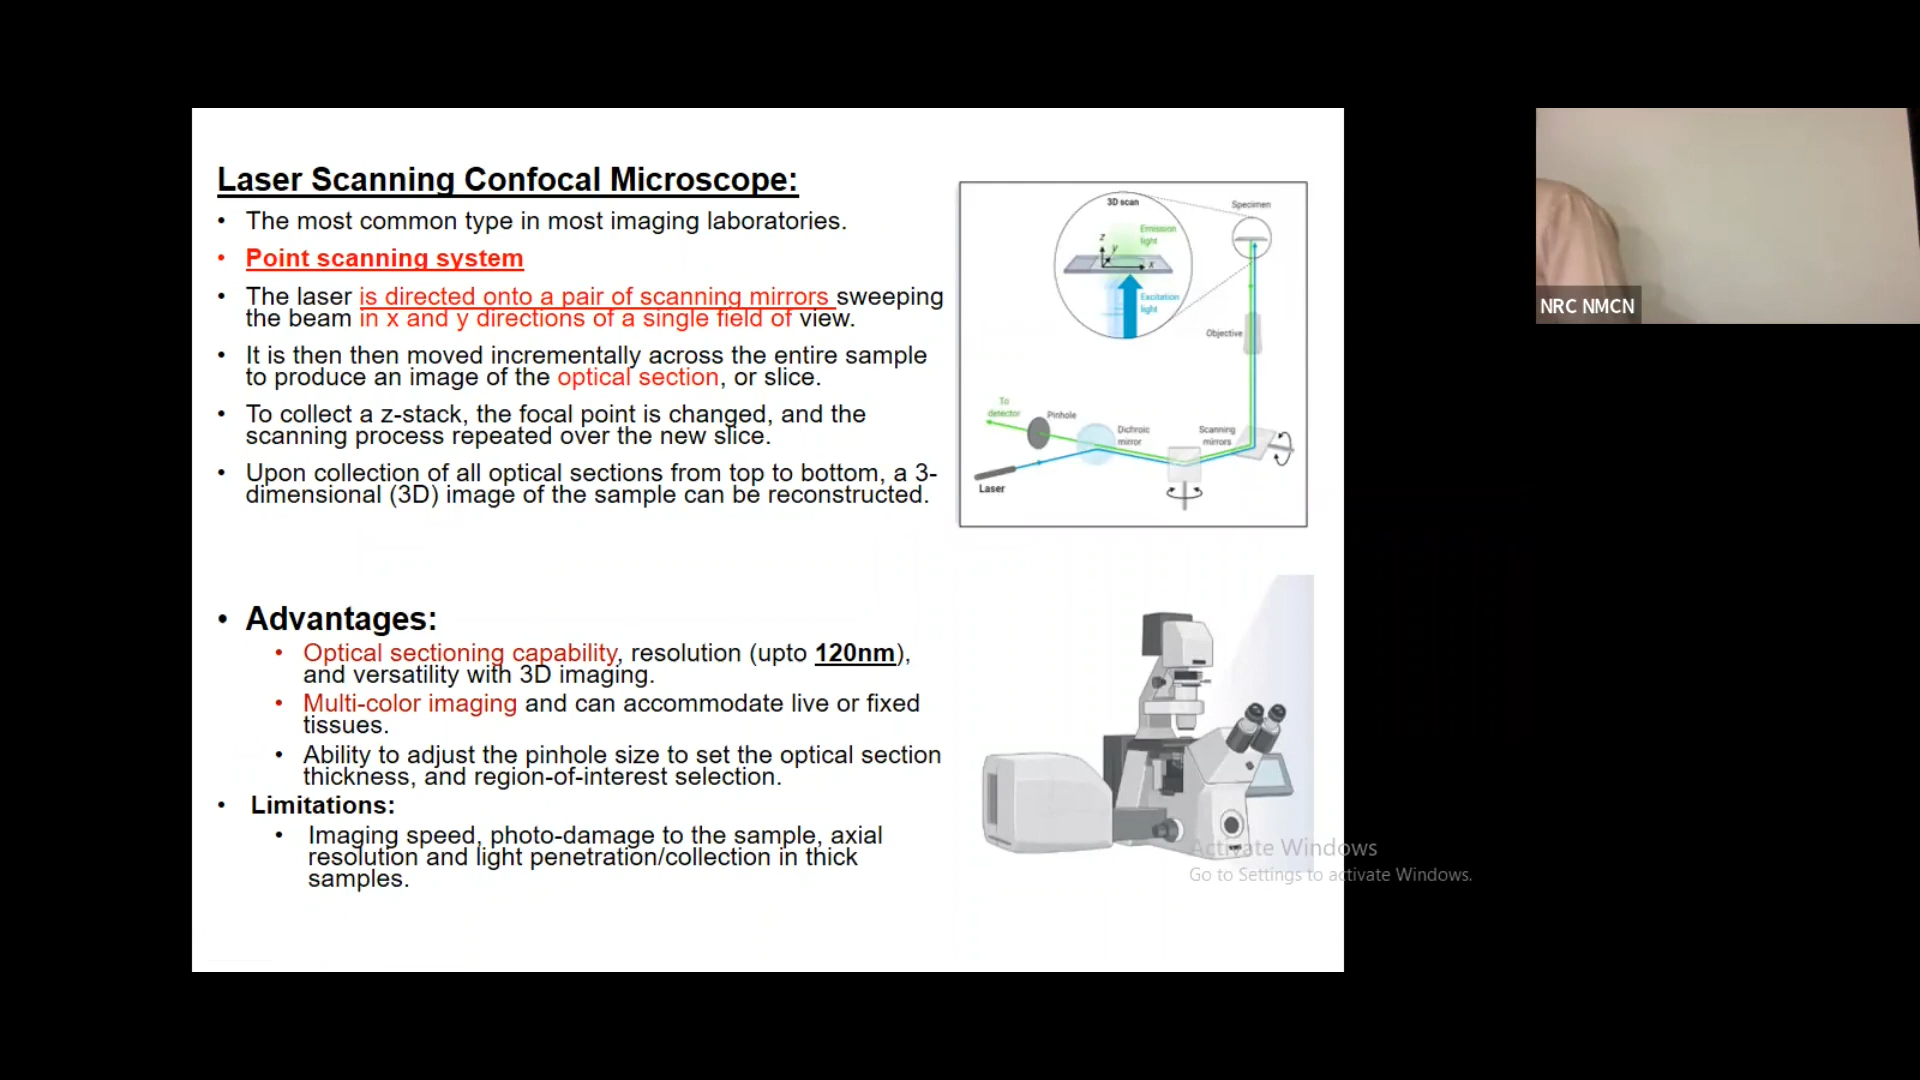 Laser Scanning Confocal Microscope:
• The most common type in most imaging laboratories.
• Point scanning system
• The laser is directed onto a pair of scanning mirrors sweeping
the beam in x and y directions of a single field of view.
• It is then then moved incrementally across the entire sample
to produce an image of the optical section, or slice.
• To collect a z-stack, the focal point is changed, and the
scanning process repeated over the new slice.
• Upon collection of all optical sections from top to bottom, a 3-
dimensional (3D) image of the sample can be reconstructed.
• Advantages:
• Optical sectioning capability, resolution (upto 120nm),
and versatility with 3D imaging.
• Multi-color imaging and can accommodate live or fixed
tissues.
• Ability to adjust the pinhole size to set the optical section
thickness, and region-of-interest selection.
• Limitations:
• Imaging speed, photo-damage to the sample, axial
resolution and light penetration/collection in thick
samples.
3D scan
Specimen
Emission
light
z
y
x
Excitation
light
Objective
To
detector
Pinhole
Dichroic
mirror
Scanning
mirrors
Laser
Activate Windows
Go to Settings to activate Windows.
NRC NMCN